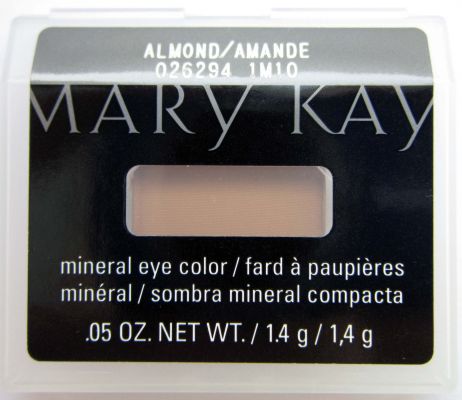 ALMOND/AMANDE
026294 1M10
MARY KAY
mineral eye color / fard à paupières
minéral / sombra mineral compacta
.05 OZ. NET WT. / 1.4 g / 1,4 g